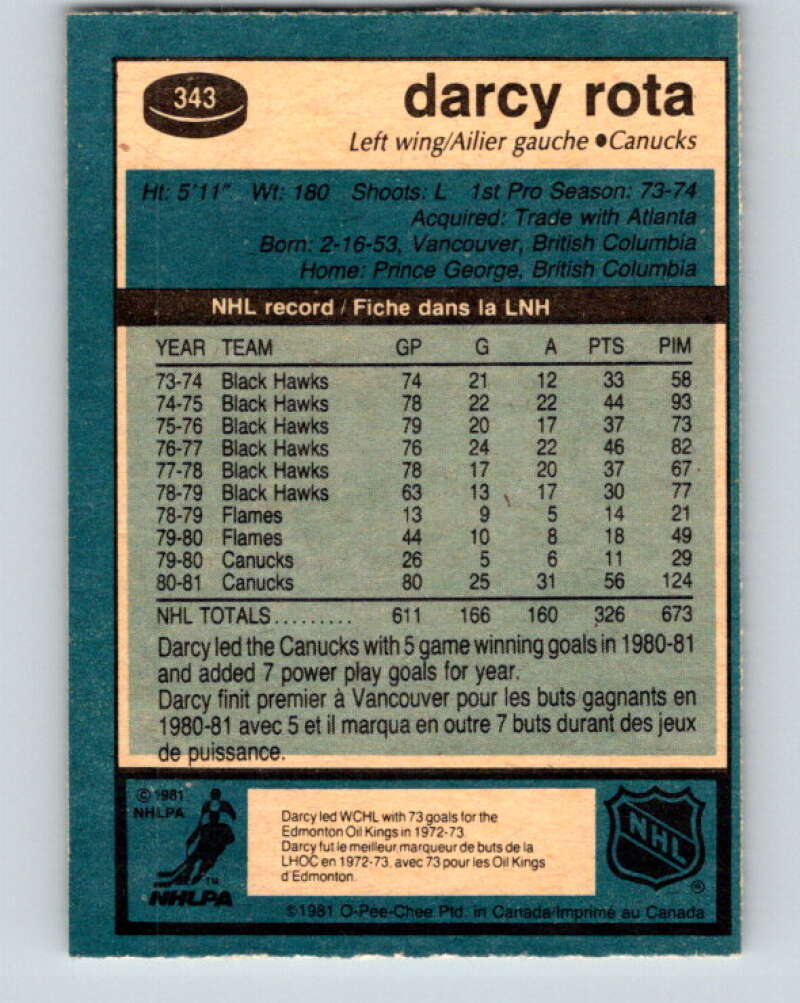 343
darcy rota
Left wing/Ailier gauche •Canucks
Ht: 5'11" Wt: 180 Shoots: L 1st Pro Season: 73-74
Acquired: Trade with Atlanta
Born: 2-16-53, Vancouver, British Columbia
Home: Prince George, British Columbia
NHL record / Fiche dans la LNH
YEAR TEAM GP G A PTS PIM
73-74 Black Hawks 74 21 12 33 58
74-75 Black Hawks 78 22 22 44 93
75-76 Black Hawks 79 20 17 37 73
76-77 Black Hawks 76 24 22 46 82
77-78 Black Hawks 78 17 20 37 67
78-79 Black Hawks 63 13 17 30 77
78-79 Flames 13 9 5 14 21
79-80 Flames 44 10 8 18 49
79-80 Canucks 26 5 6 11 29
80-81 Canucks 80 25 31 56 124
NHL TOTALS......... 611 166 160 326 673
Darcy led the Canucks with 5 game winning goals in 1980-81
and added 7 power play goals for year.
Darcy finit premier à Vancouver pour les buts gagnants en
1980-81 avec 5 et il marqua en outre 7 buts durant des jeux
de puissance.
© 1981
NHLPA
NHLPA
TM
Darcy led WCHL with 73 goals for the
Edmonton Oil Kings in 1972-73.
Darcy fut le meilleur marqueur de buts de la
LHOC en 1972-73, avec 73 pour les Oil Kings
d'Edmonton.
NHL
®
©1981 O-Pee-Chee Ptd. in Canada/Imprimé au Canada